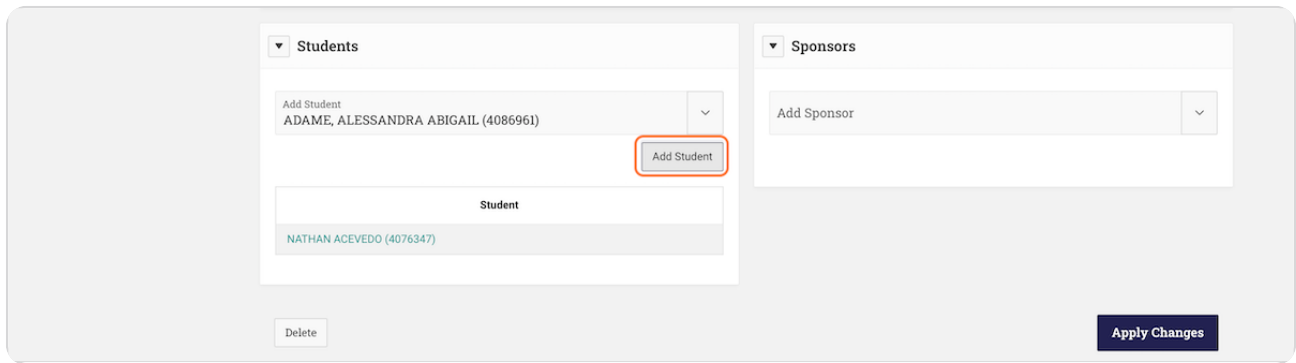 Students
Add Student
ADAME, ALESSANDRA ABIGAIL (4086961)
Add Student
Student
NATHAN ACEVEDO (4076347)
Sponsors
Add Sponsor
Delete
Apply Changes